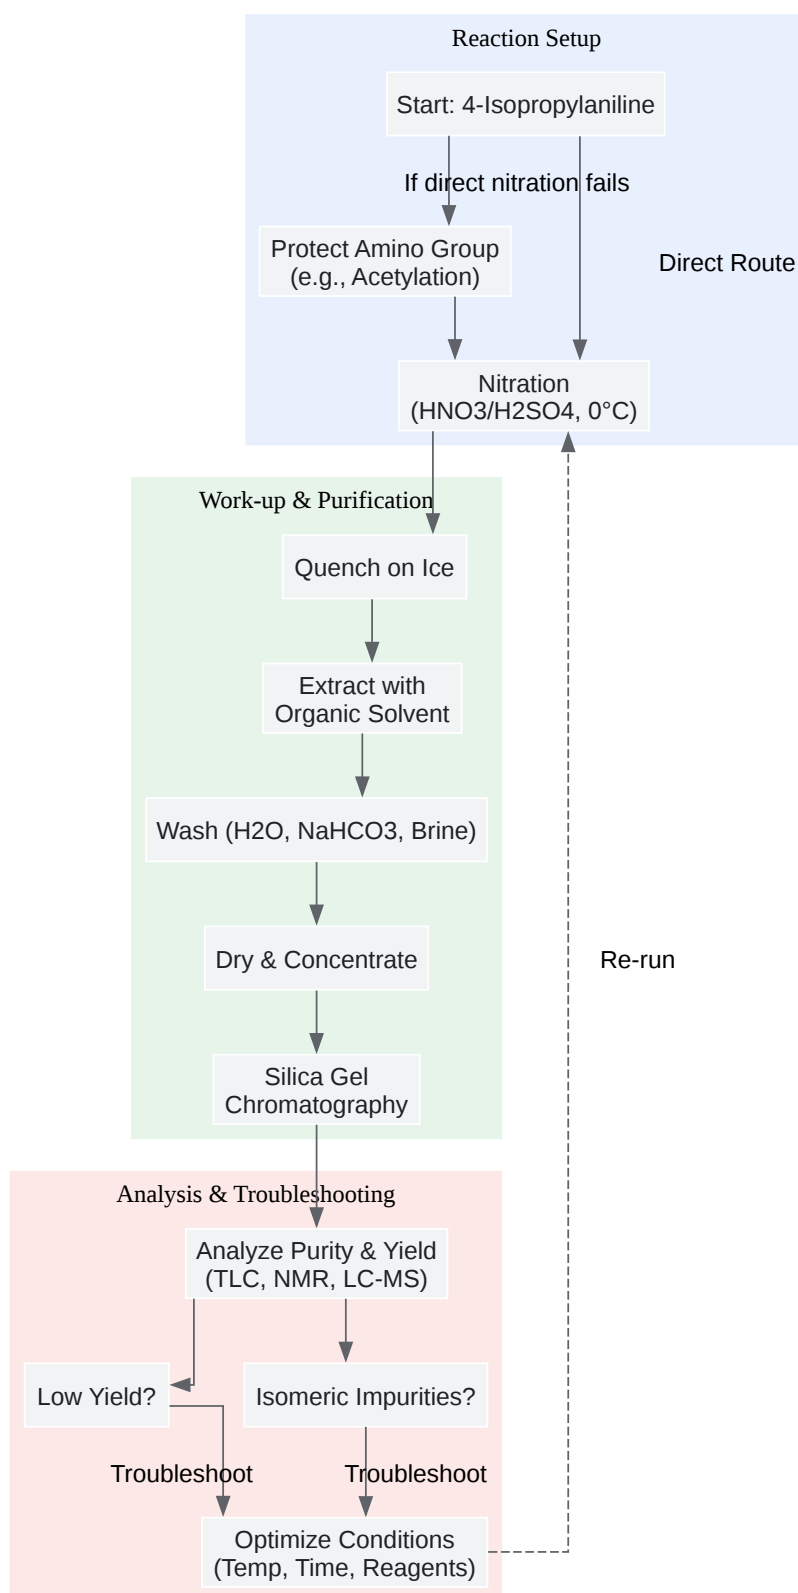 Reaction Setup
Start: 4-Isopropylaniline
If direct nitration fails
Protect Amino Group
(e.g., Acetylation)
Direct Route
Nitration
(HNO3/H2SO4, 0°C)
Work-up & Purification
Quench on Ice
Extract with
Organic Solvent
Wash (H2O, NaHCO3, Brine)
Dry & Concentrate
Re-run
Silica Gel
Chromatography
Analysis & Troubleshooting
Analyze Purity & Yield
(TLC, NMR, LC-MS)
Low Yield?
Isomeric Impurities?
Troubleshoot
Troubleshoot
Optimize Conditions
(Temp, Time, Reagents)